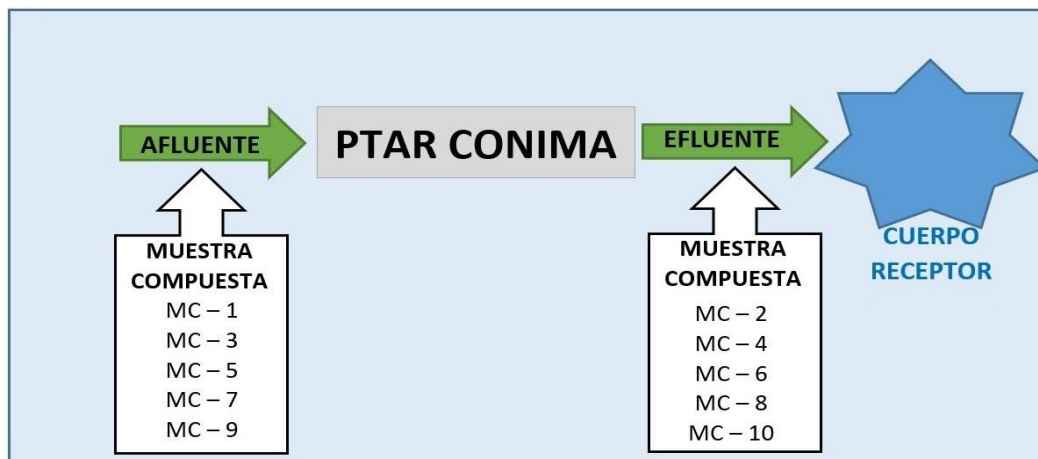 AFLUENTE
PTAR CONIMA
EFLUENTE
MUESTRA
COMPUESTA
MC – 1
MC – 3
MC – 5
MC – 7
MC – 9
MUESTRA
COMPUESTA
MC – 2
MC – 4
MC – 6
MC – 8
MC – 10
CUERPO
RECEPTOR